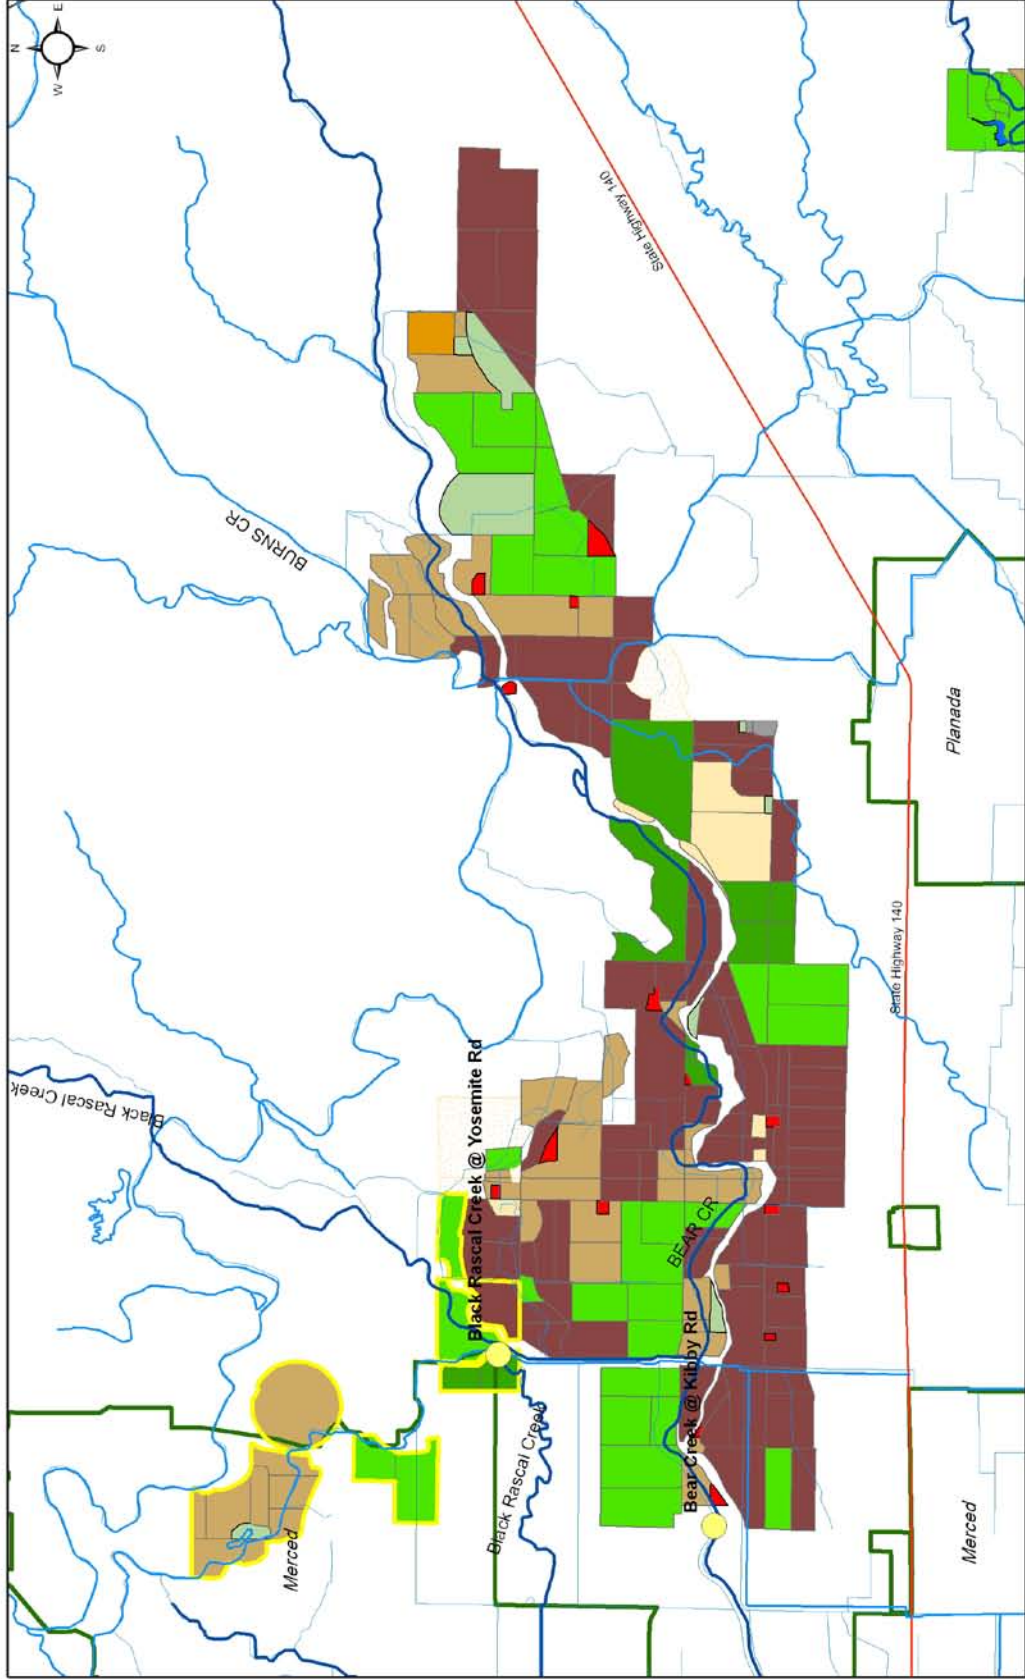 N
E
W
S
State Highway 140
BURNS CR
Black Rascal Creek
Black Rascal Creek @ Yosemite Rd
State Highway 140
Planada
BEAR CR
Bear Creek @ Kibby Rd
Black Rascal Creek
Merced
Merced